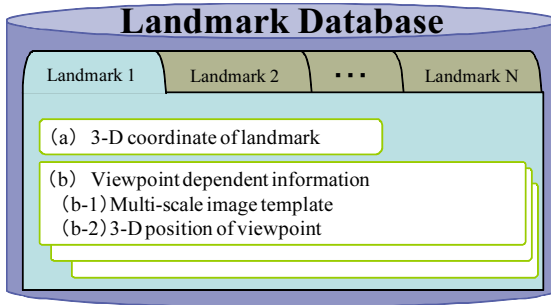 Landmark Database
Landmark 1 Landmark 2 ･･･ Landmark N
(a) 3-D coordinate of landmark
(b) Viewpoint dependent information
(b-1) Multi-scale image template
(b-2) 3-D position of viewpoint